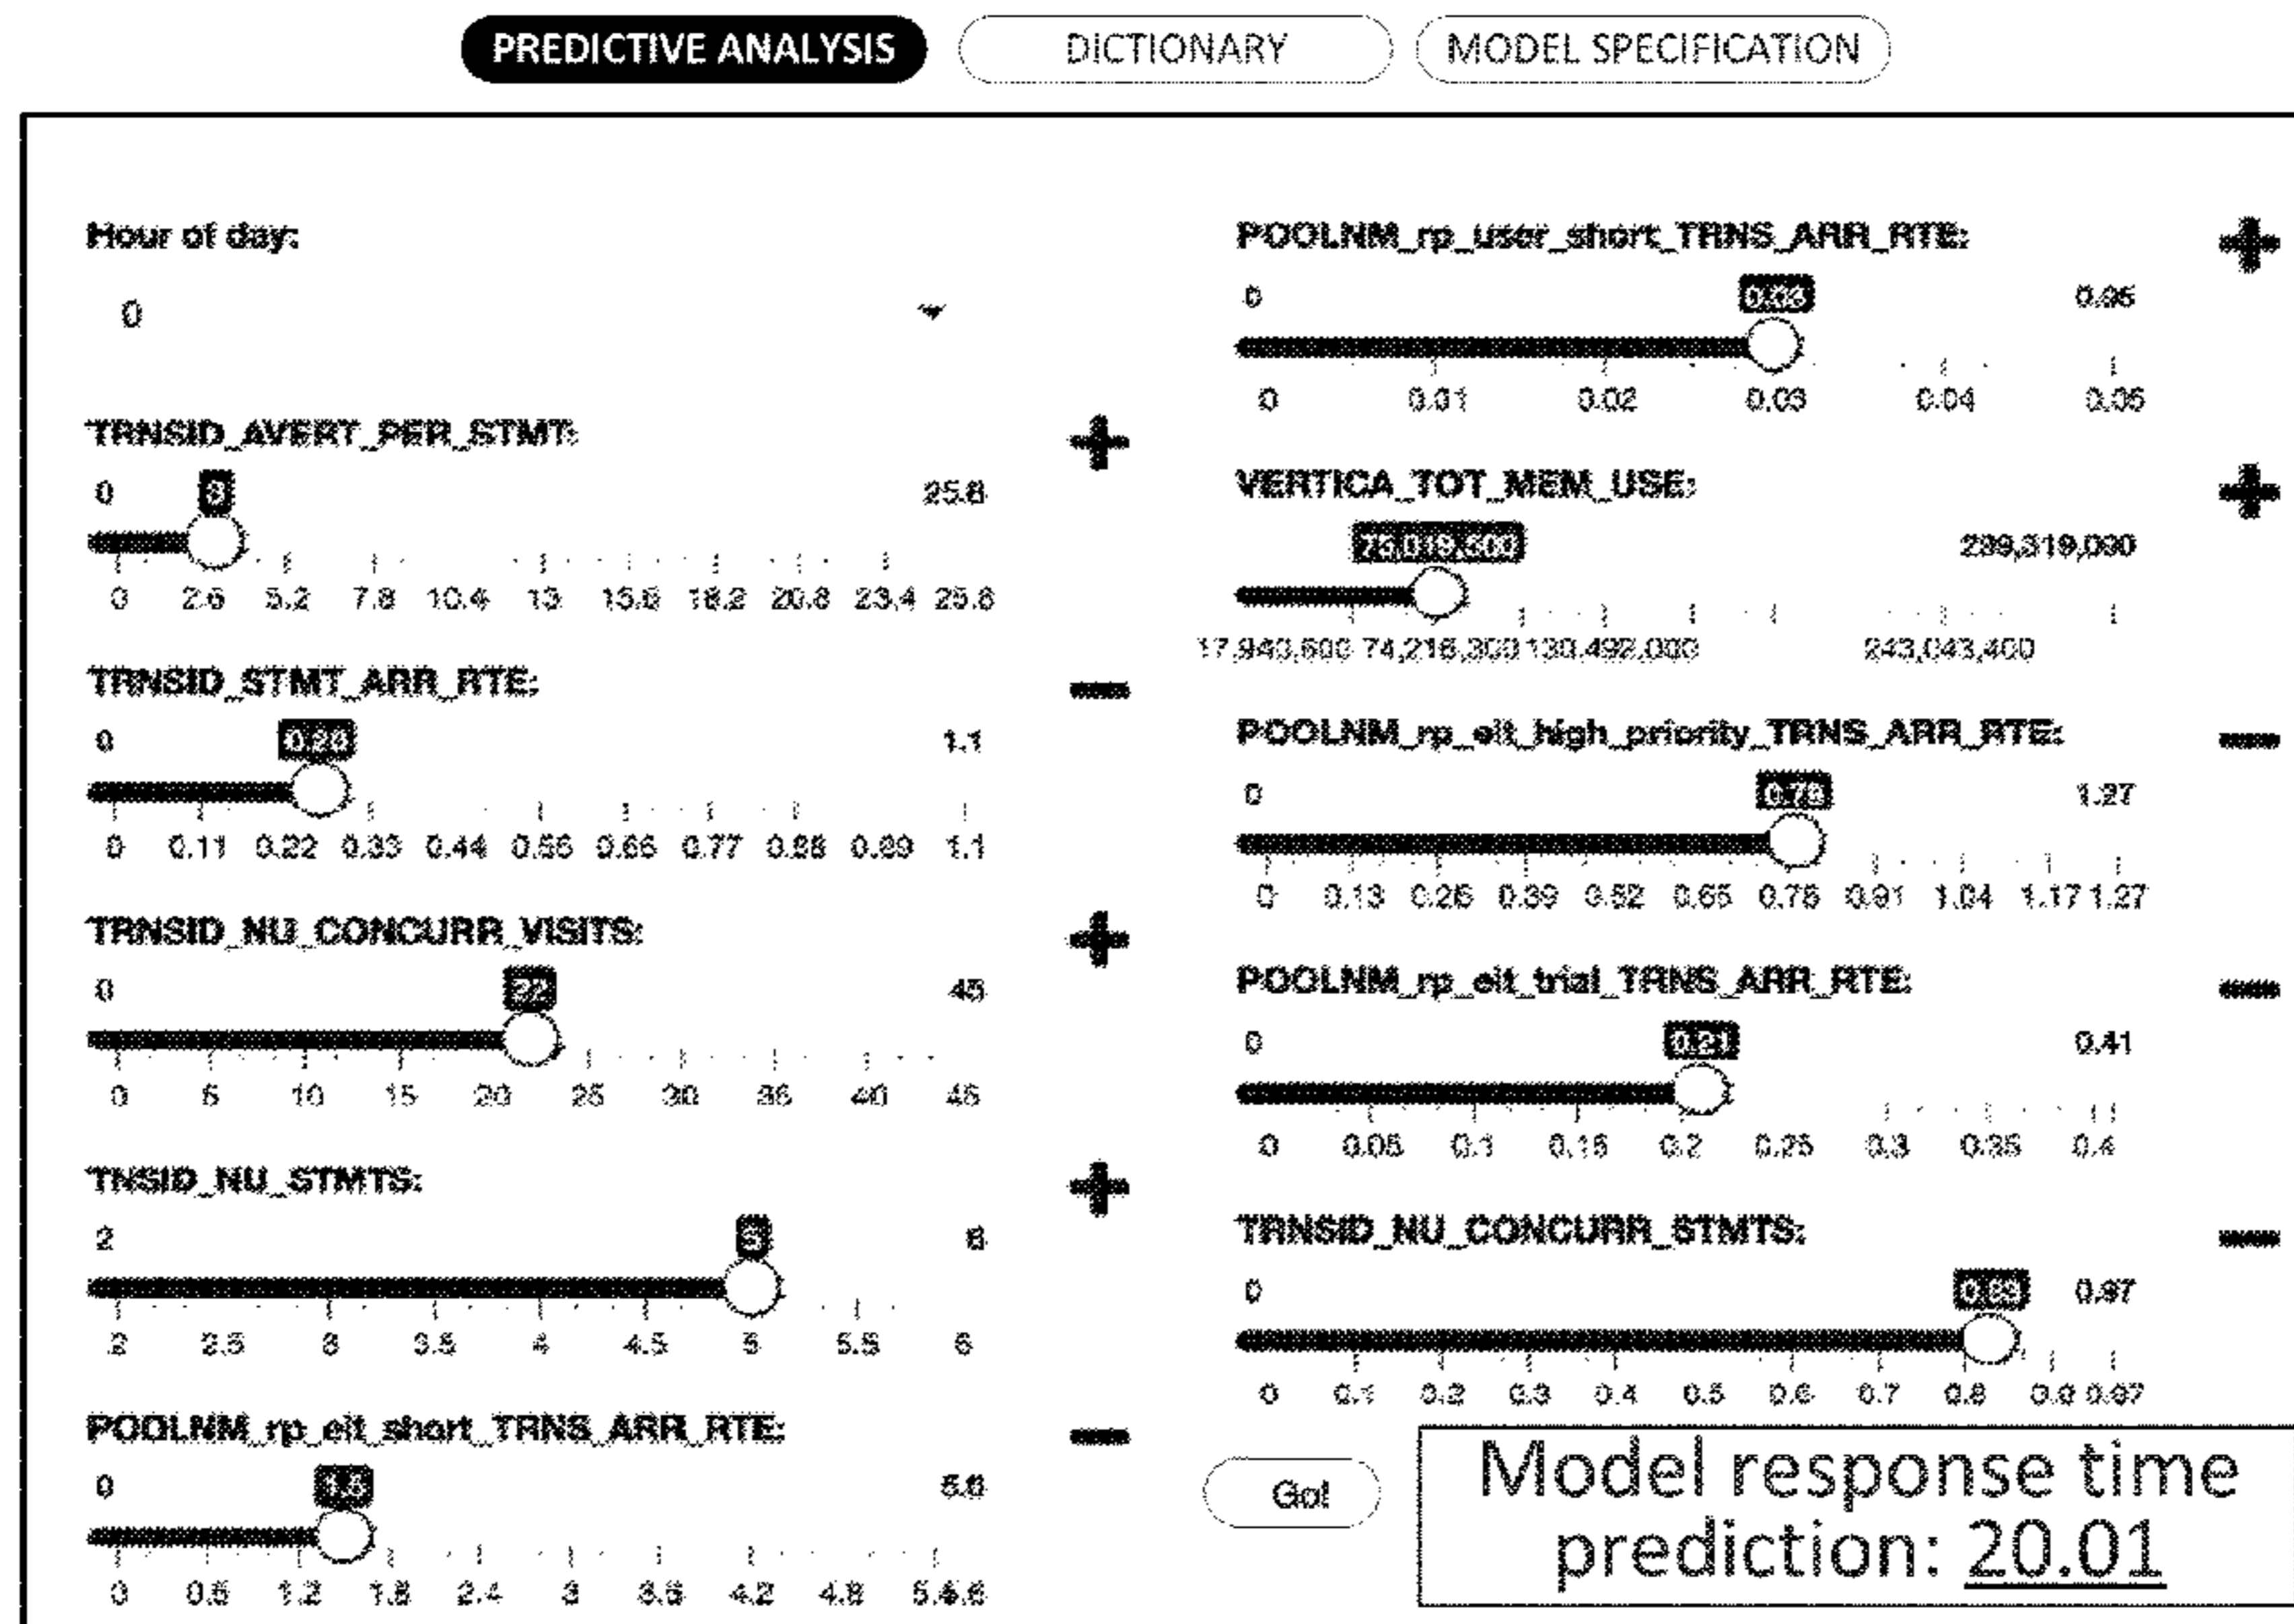 PREDICTIVE ANALYSIS
DICTIONARY
MODEL SPECIFICATION
Hour of day:
0
TRNSID_AVERT_PER_STMT:
0 3 25.6
0 2.6 5.2 7.8 10.4 13 15.6 18.2 20.8 23.4 25.6
TRNSID_STMT_ARR_RTE:
0 1.1
0 0.11 0.22 0.33 0.44 0.55 0.66 0.77 0.88 0.99 1.1
TRNSID_NU_CONCURR_VISITS:
0 22 45
0 5 10 15 20 25 30 35 40 45
TNSID_NU_STMTS:
2 5 6
2 2.5 3 3.5 4 4.5 5 5.5 6
POOLNM_rp_elt_short_TRNS_ARR_RTE:
0 1.5 5.6
0 0.6 1.2 1.8 2.4 3 3.6 4.2 4.8 5.4 5.6
POOLNM_rp_user_short_TRNS_ARR_RTE:
0 0.03 0.05
0 0.01 0.02 0.03 0.04 0.05
VERTICA_TOT_MEM_USE:
17,940,600 74,216,300 130,492,000 243,043,400
POOLNM_rp_elt_high_priority_TRNS_ARR_RTE:
0 1.27
0 0.13 0.26 0.39 0.52 0.65 0.78 0.91 1.04 1.17 1.27
POOLNM_rp_elt_trial_TRNS_ARR_RTE:
0 0.21 0.41
0 0.05 0.1 0.15 0.2 0.25 0.3 0.35 0.4
TRNSID_NU_CONCURR_STMTS:
0 0.83 0.97
0 0.1 0.2 0.3 0.4 0.5 0.6 0.7 0.8 0.9 0.97
Go!
Model response time
prediction: 20.01